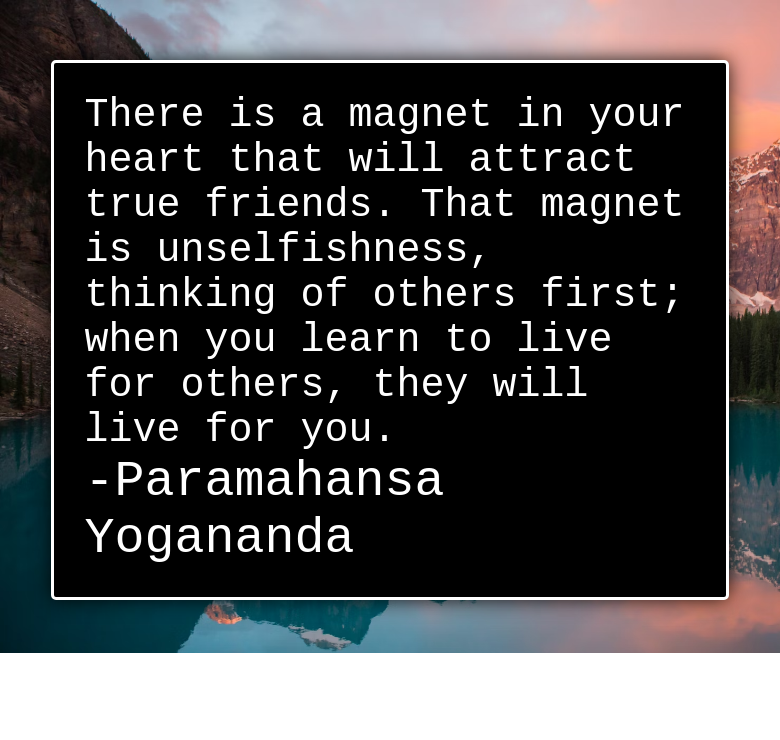 There is a magnet in your
heart that will attract
true friends. That magnet
is unselfishness,
thinking of others first;
when you learn to live
for others, they will
live for you.
-Paramahansa
Yogananda